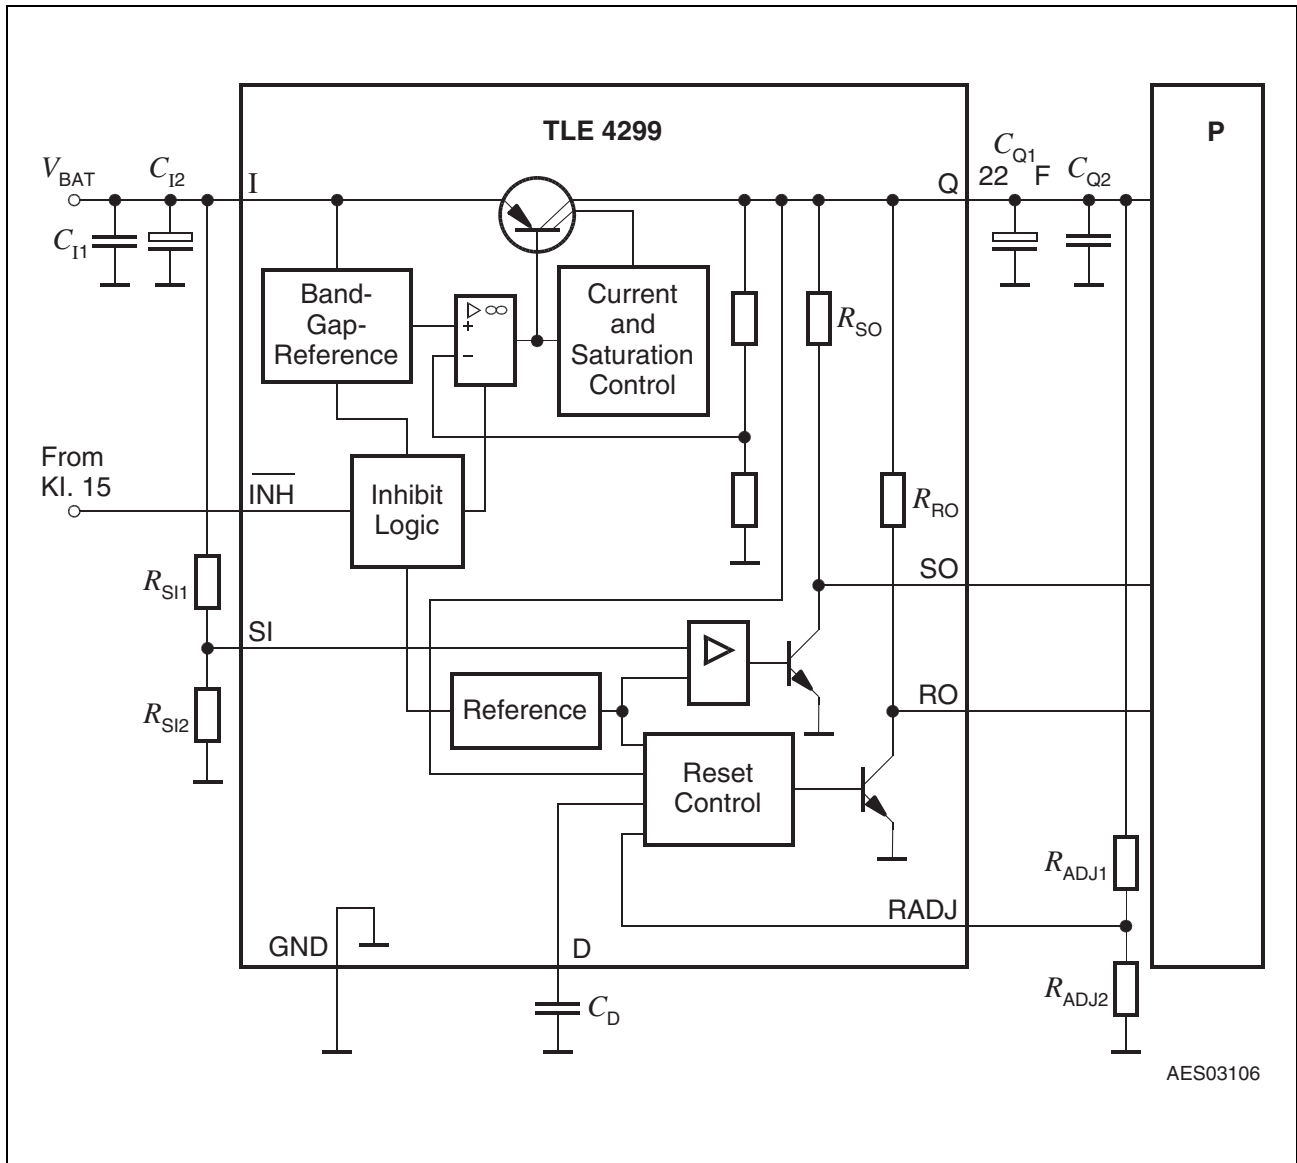 TLE 4299
P
V_BAT
C_I2
I
Q
C_Q1
22 F
C_Q2
C_I1
Band-
Gap-
Reference
▷ ∞
+
−
Current
and
Saturation
Control
R_SO
From
Kl. 15
INH
Inhibit
Logic
R_RO
R_SI1
SO
SI
R_SI2
Reference
RO
Reset
Control
R_ADJ1
RADJ
GND
D
R_ADJ2
C_D
AES03106